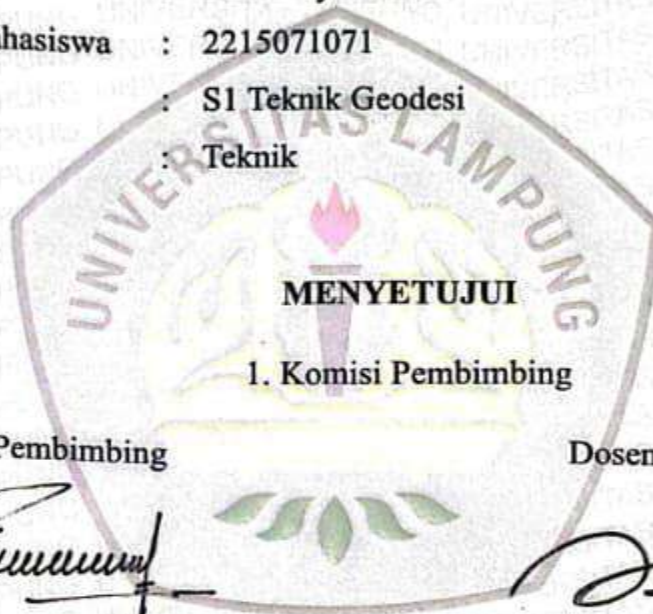 hasiswa : 2215071071
: S1 Teknik Geodesi
: Teknik
UNIVERSITAS LAMPUNG
MENYETUJUI
1. Komisi Pembimbing
Pembimbing Dosen